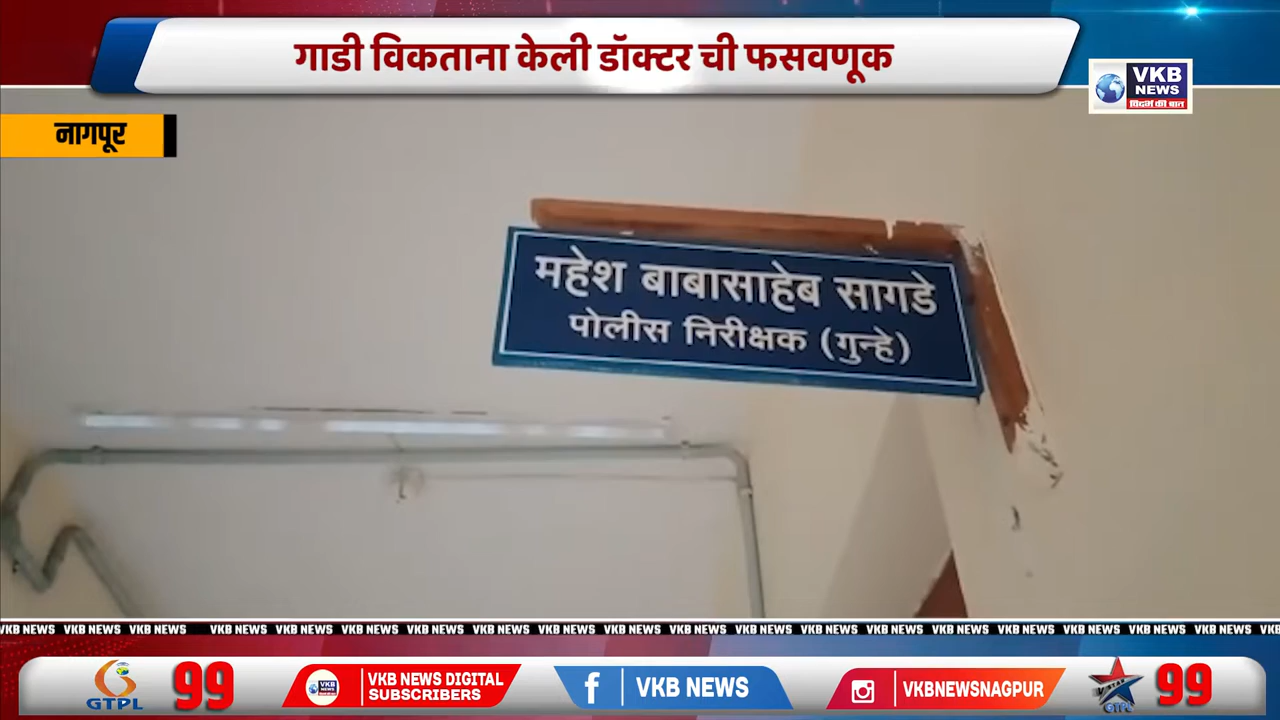 गाडी विकताना केली डॉक्टर ची फसवणूक
VKB
NEWS
विदर्भ की बात
नागपूर
महेश बाबासाहेब सागडे
पोलीस निरीक्षक (गुन्हे)
VKB NEWS VKB NEWS VKB NEWS VKB NEWS VKB NEWS VKB NEWS VKB NEWS VKB NEWS VKB NEWS VKB NEWS VKB NEWS VKB NEWS VKB NEWS VKB NEWS VKB NEWS VKB NEWS VKB NEWS VKB NEWS VKB NEWS
GTPL
99
VKB NEWS
VKB NEWS DIGITAL
SUBSCRIBERS
f
VKB NEWS
VKBNEWSNAGPUR
GTPL
99